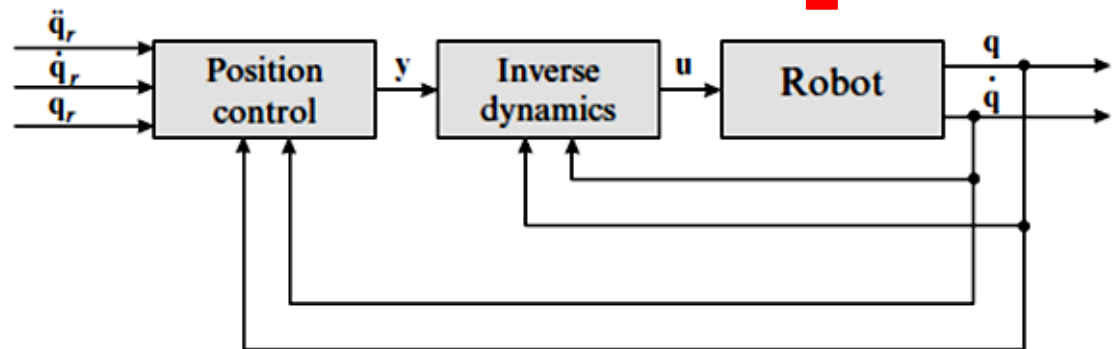 q̈ᵣ
q̇ᵣ
qᵣ
Position
control
y
Inverse
dynamics
u
Robot
q
q̇